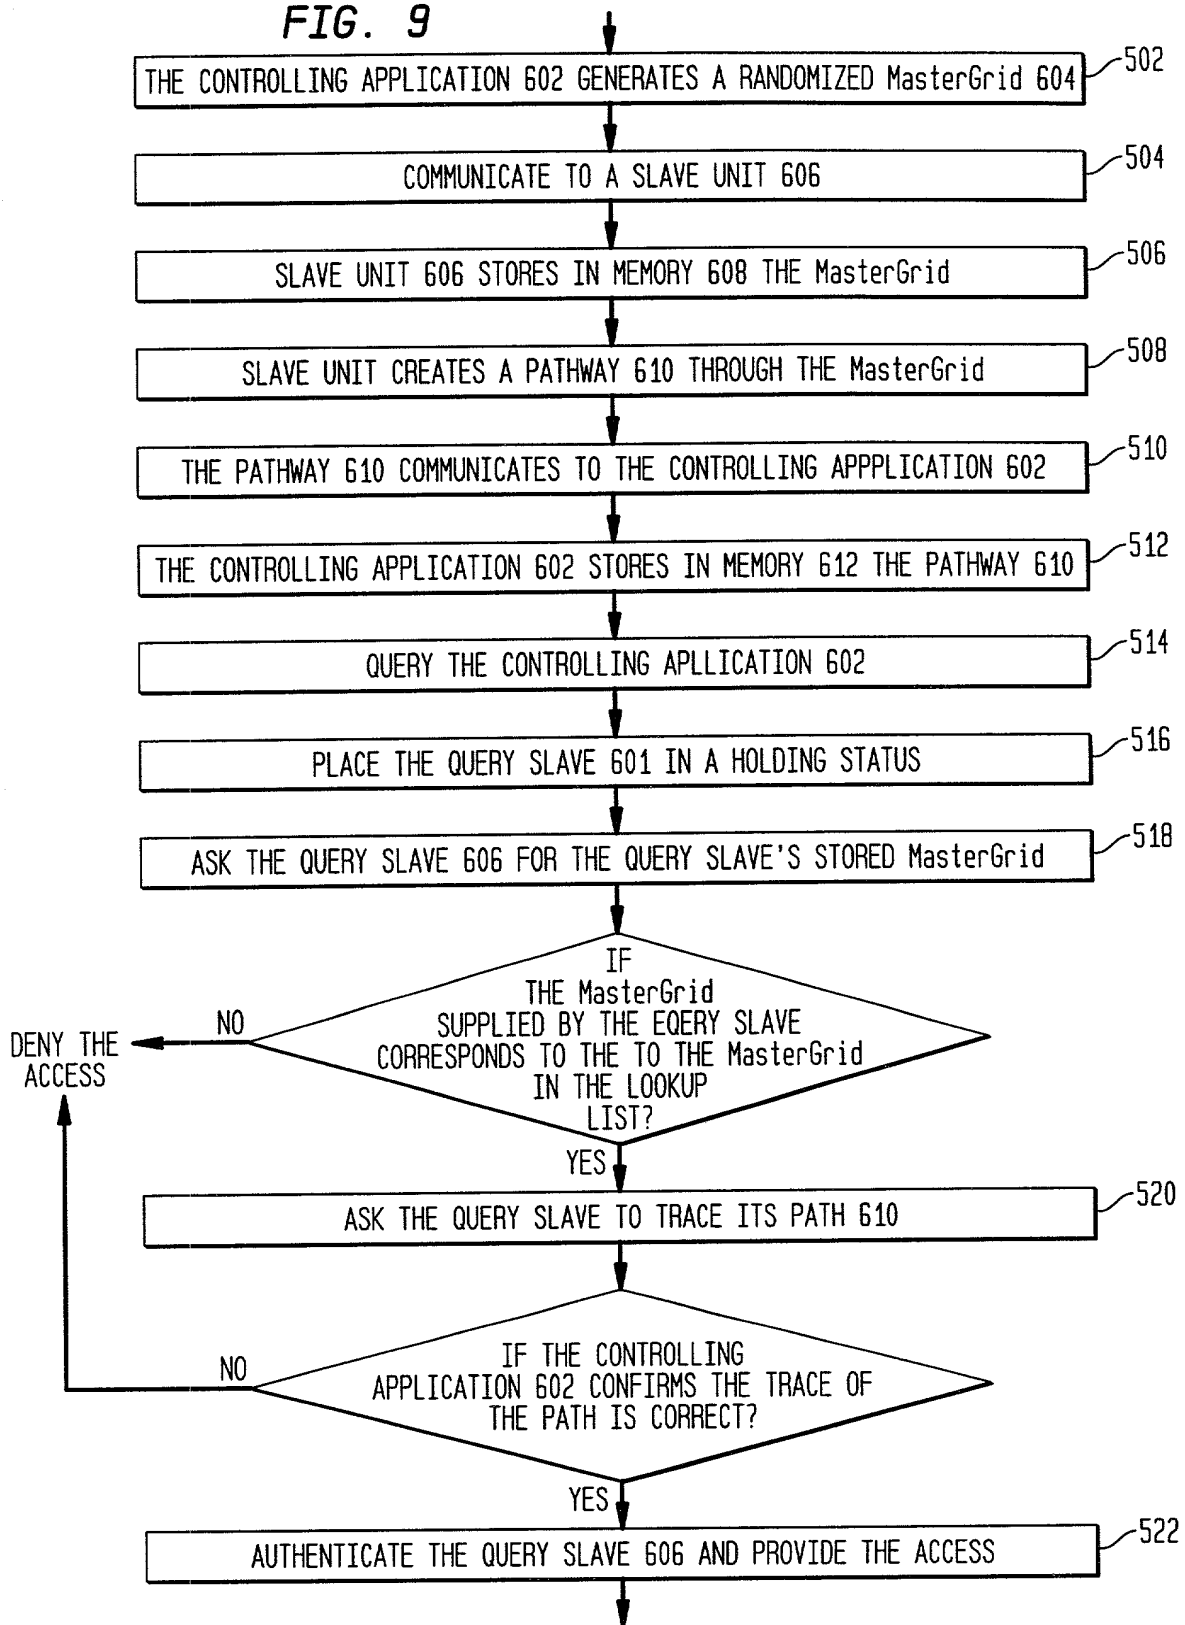 FIG. 9
THE CONTROLLING APPLICATION 602 GENERATES A RANDOMIZED MasterGrid 604
502
COMMUNICATE TO A SLAVE UNIT 606
504
SLAVE UNIT 606 STORES IN MEMORY 608 THE MasterGrid
506
SLAVE UNIT CREATES A PATHWAY 610 THROUGH THE MasterGrid
508
THE PATHWAY 610 COMMUNICATES TO THE CONTROLLING APPPLICATION 602
510
THE CONTROLLING APPLICATION 602 STORES IN MEMORY 612 THE PATHWAY 610
512
QUERY THE CONTROLLING APLLICATION 602
514
PLACE THE QUERY SLAVE 601 IN A HOLDING STATUS
516
ASK THE QUERY SLAVE 606 FOR THE QUERY SLAVE'S STORED MasterGrid
518
IF
THE MasterGrid
SUPPLIED BY THE EQERY SLAVE
CORRESPONDS TO THE TO THE MasterGrid
IN THE LOOKUP
LIST?
NO
DENY THE
ACCESS
YES
ASK THE QUERY SLAVE TO TRACE ITS PATH 610
520
IF THE CONTROLLING
APPLICATION 602 CONFIRMS THE TRACE OF
THE PATH IS CORRECT?
NO
YES
AUTHENTICATE THE QUERY SLAVE 606 AND PROVIDE THE ACCESS
522